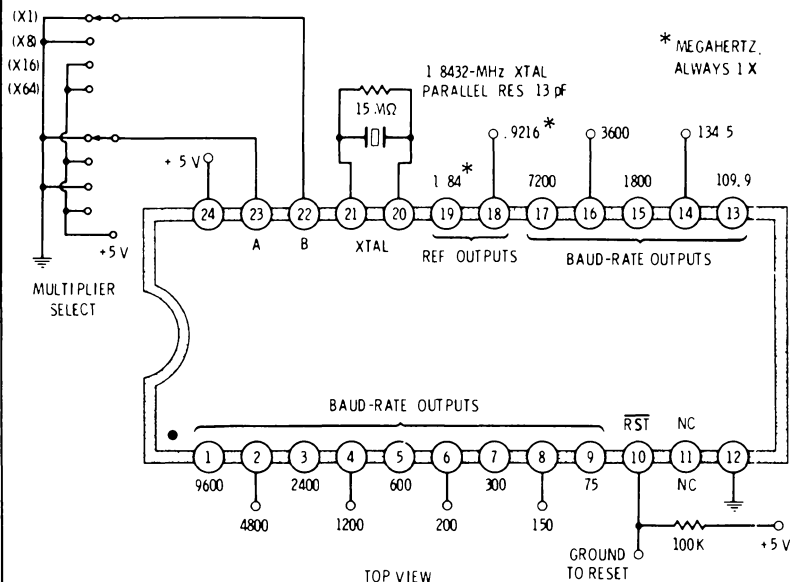 (X1)
(X8)
(X16)
(X64)
+5 V
MULTIPLIER
SELECT
1 8432-MHz XTAL
PARALLEL RES 13 pF
15 MΩ
* MEGAHERTZ,
ALWAYS 1 X
+ 5 V
1 84*
.9216*
7200
3600
1800
134 5
109.9
24 23 22 21 20 19 18 17 16 15 14 13
A B XTAL
REF OUTPUTS
BAUD-RATE OUTPUTS
BAUD-RATE OUTPUTS
RST NC
1 2 3 4 5 6 7 8 9 10 11 12
9600 2400 600 300 75 NC
4800 1200 200 150
100K
+5 V
GROUND
TO RESET
TOP VIEW